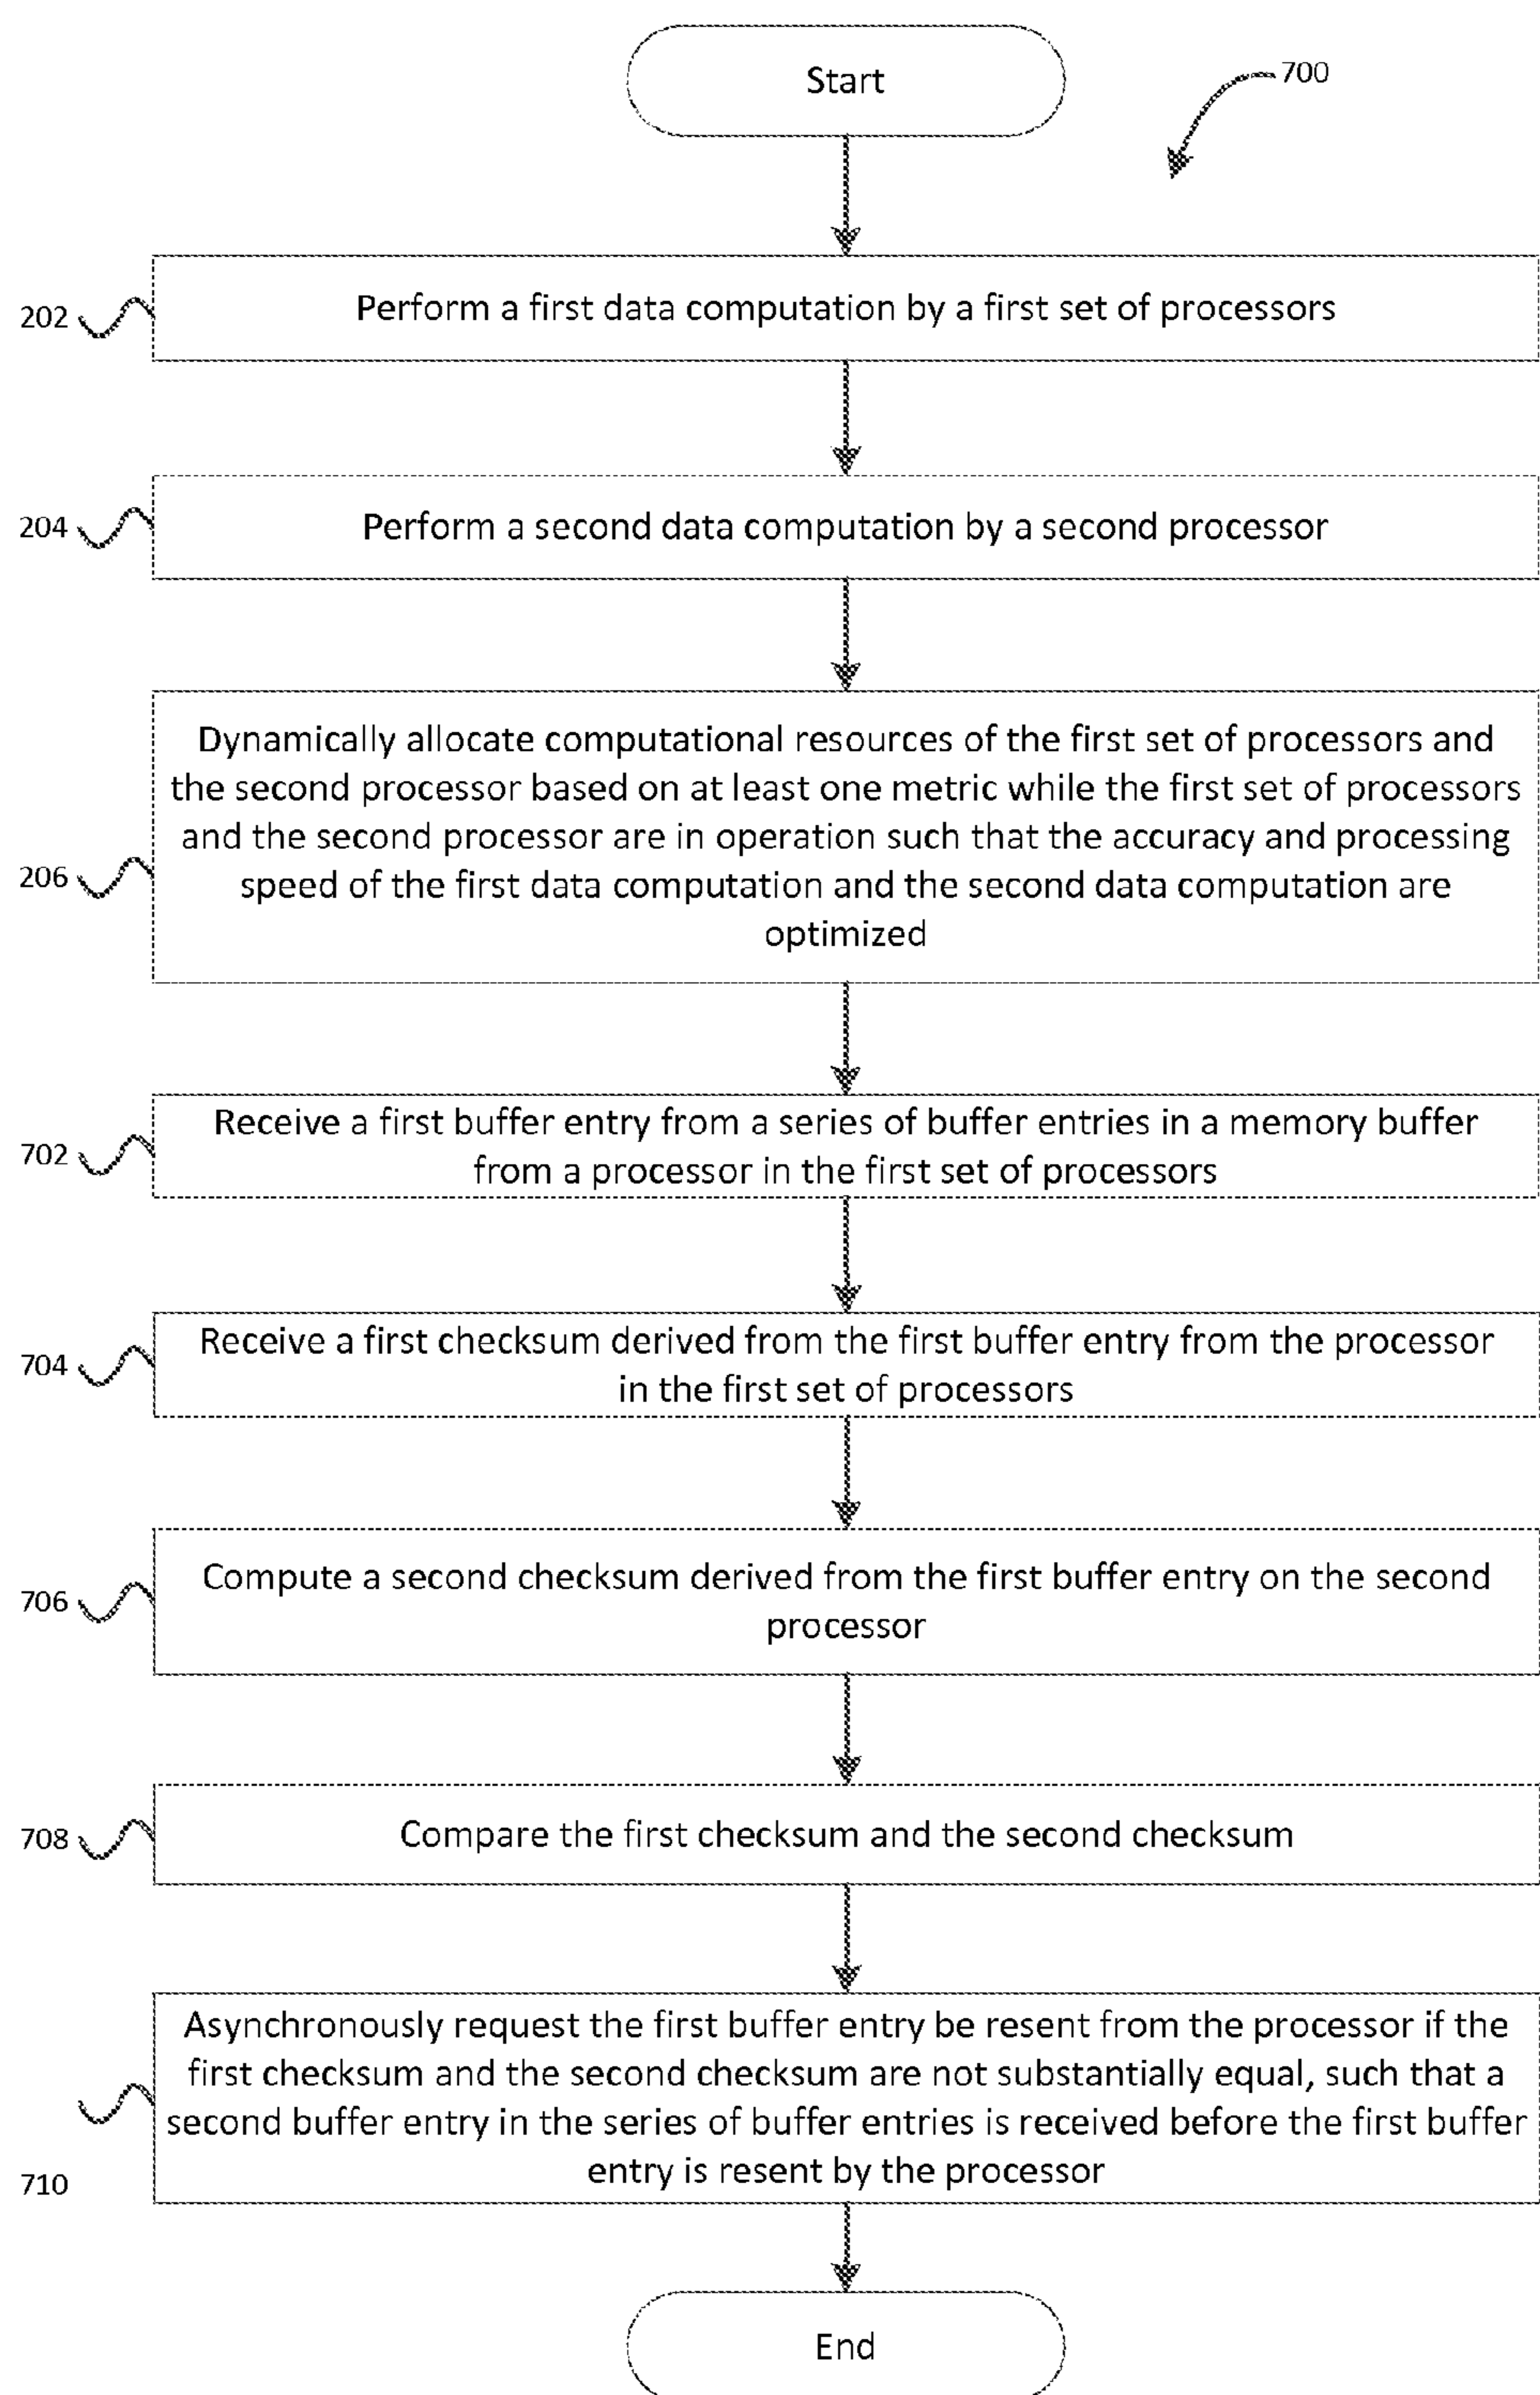 Start
700
202
Perform a first data computation by a first set of processors
204
Perform a second data computation by a second processor
206
Dynamically allocate computational resources of the first set of processors and
the second processor based on at least one metric while the first set of processors
and the second processor are in operation such that the accuracy and processing
speed of the first data computation and the second data computation are
optimized
702
Receive a first buffer entry from a series of buffer entries in a memory buffer
from a processor in the first set of processors
704
Receive a first checksum derived from the first buffer entry from the processor
in the first set of processors
706
Compute a second checksum derived from the first buffer entry on the second
processor
708
Compare the first checksum and the second checksum
710
Asynchronously request the first buffer entry be resent from the processor if the
first checksum and the second checksum are not substantially equal, such that a
second buffer entry in the series of buffer entries is received before the first buffer
entry is resent by the processor
End